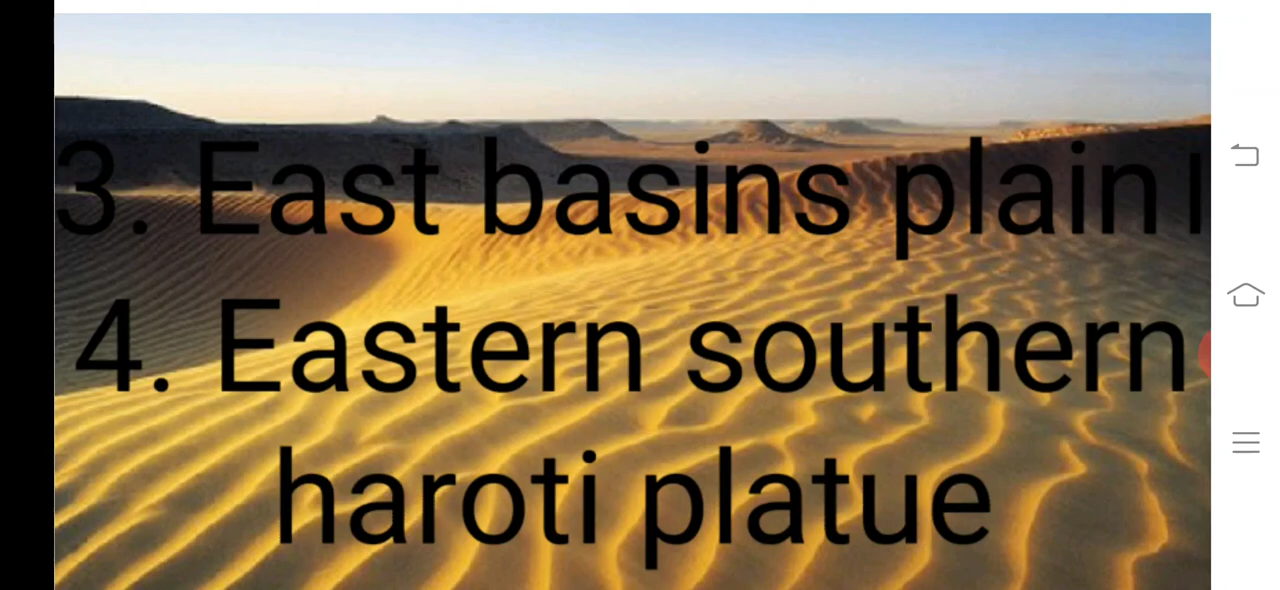 3. East basins plain
4. Eastern southern
haroti platue